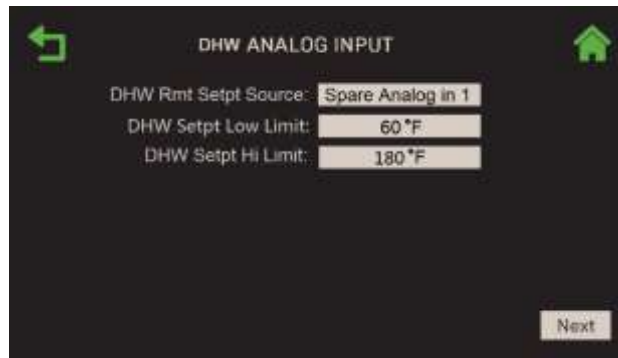 DHW ANALOG INPUT
DHW Rmt Setpt Source: Spare Analog in 1
DHW Setpt Low Limit: 60 °F
DHW Setpt Hi Limit: 180 °F
Next